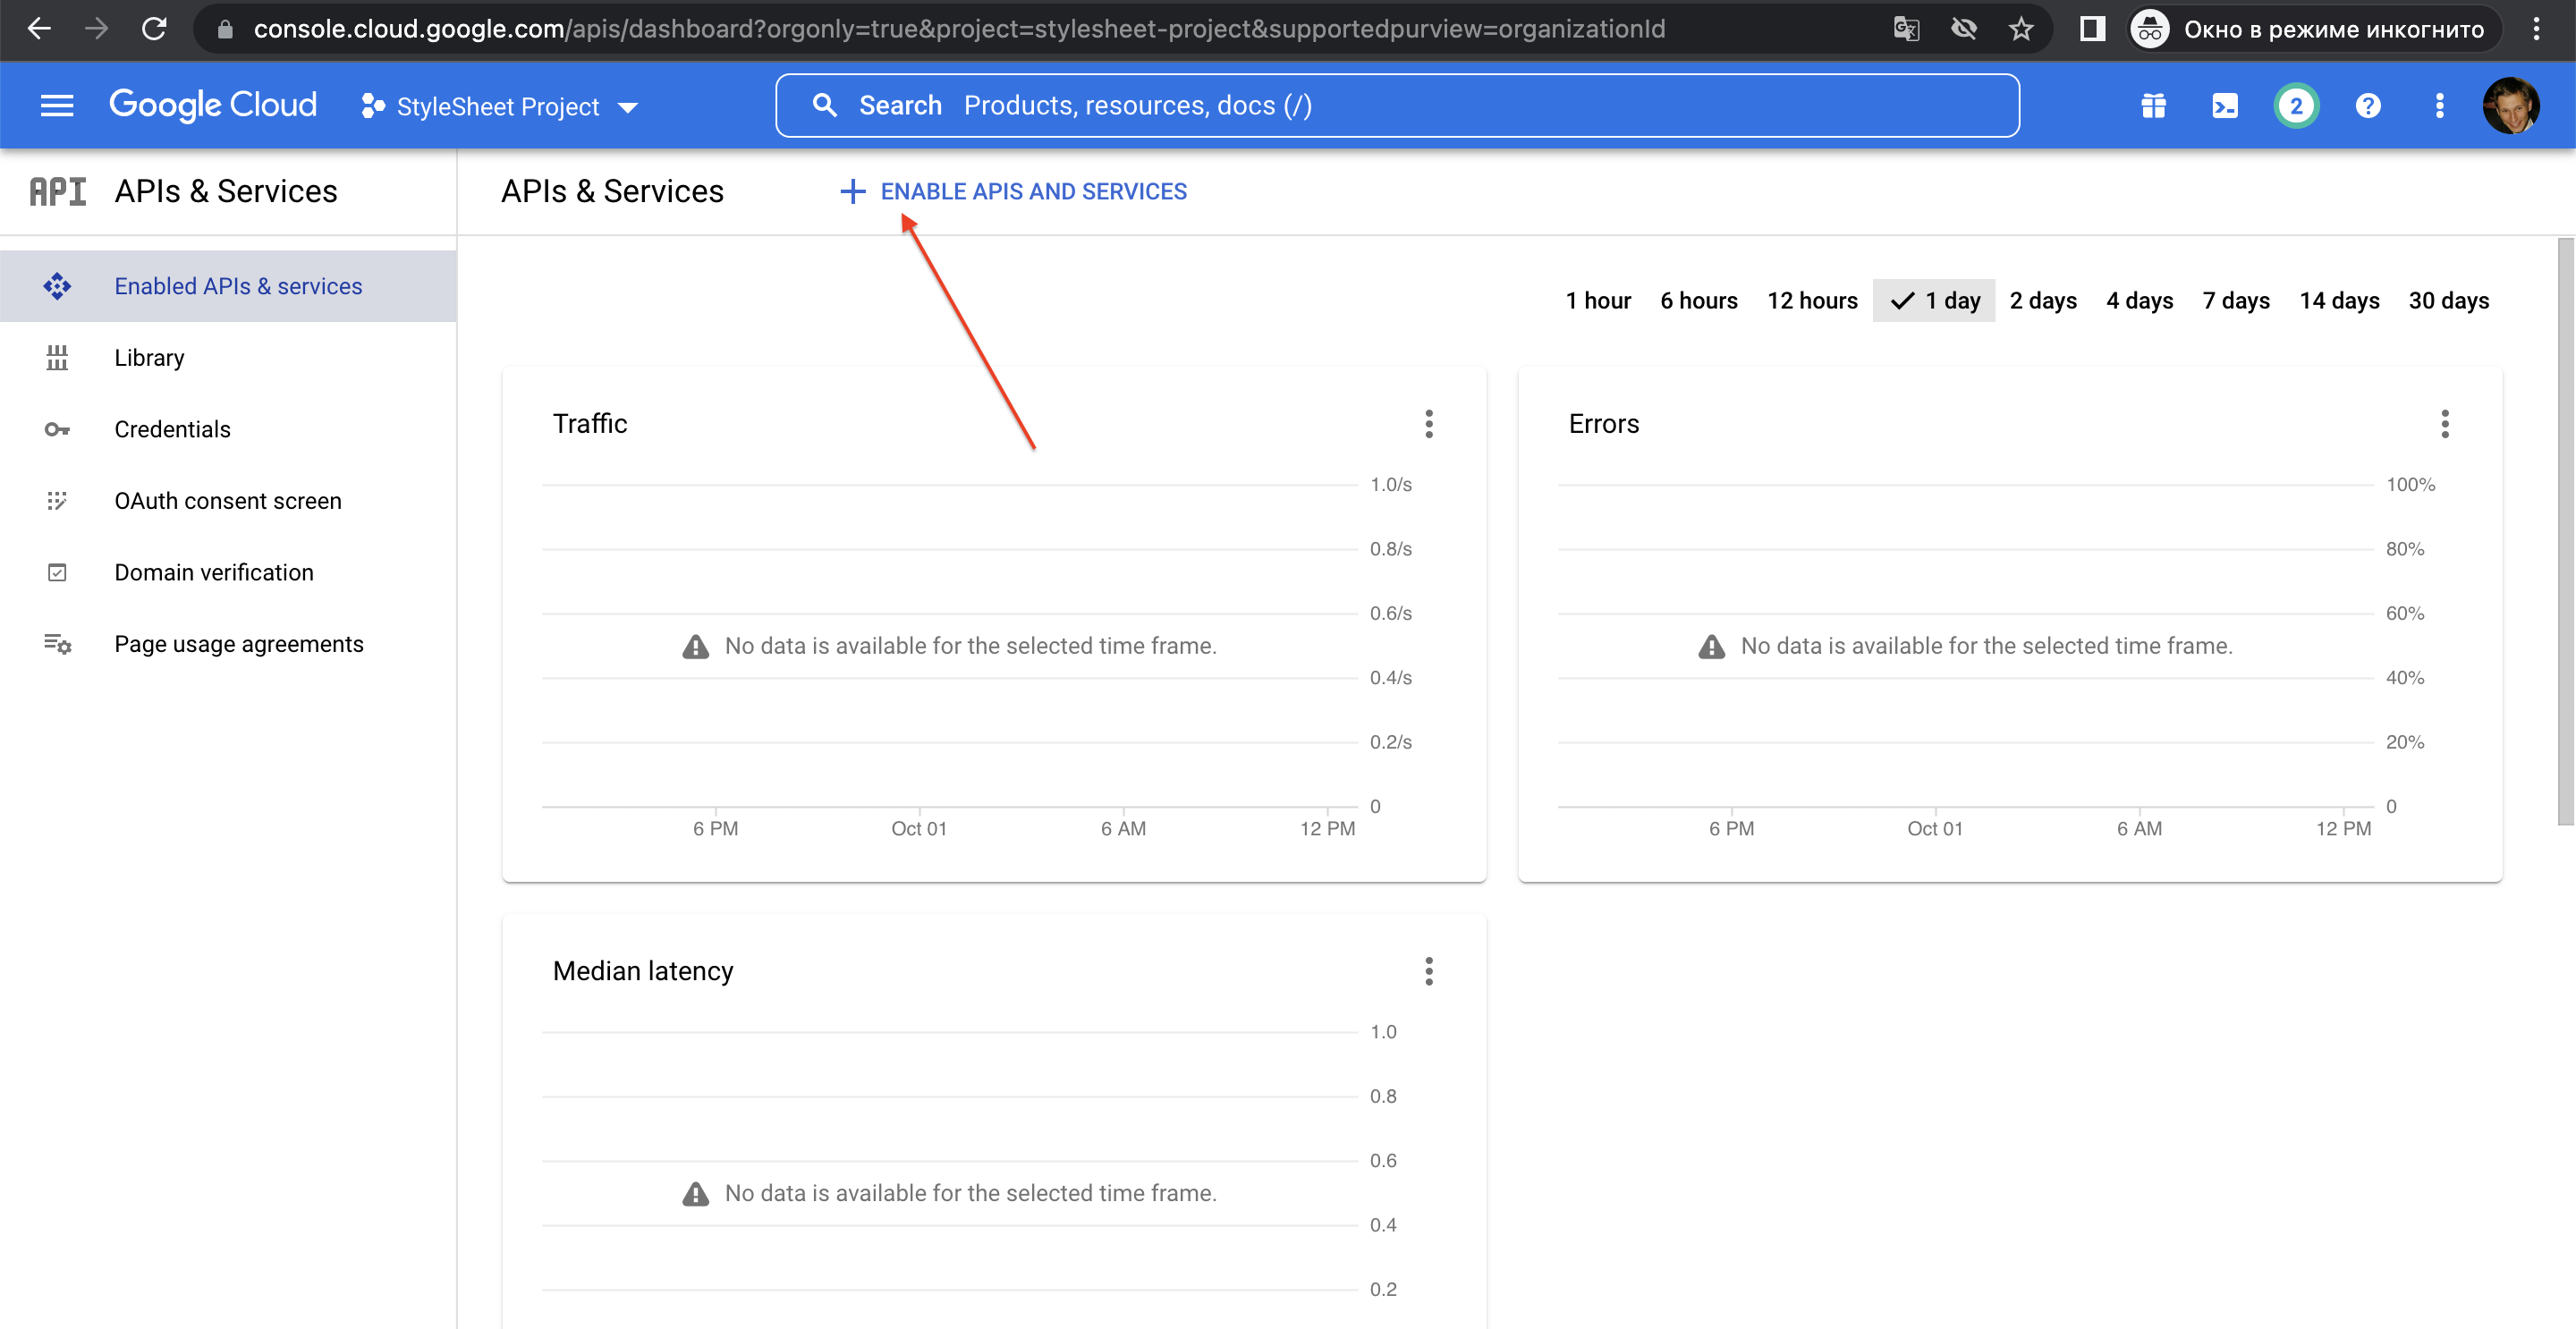 console.cloud.google.com/apis/dashboard?orgonly=true&project=stylesheet-project&supportedpurview=organizationId
Окно в режиме инкогнито
Google Cloud
StyleSheet Project
Search Products, resources, docs (/)
2
API APIs & Services
APIs & Services
ENABLE APIS AND SERVICES
Enabled APIs & services
Library
Credentials
OAuth consent screen
Domain verification
Page usage agreements
1 hour 6 hours 12 hours 1 day 2 days 4 days 7 days 14 days 30 days
Traffic
1.0/s
0.8/s
0.6/s
No data is available for the selected time frame.
0.4/s
0.2/s
0
6 PM Oct 01 6 AM 12 PM
Errors
100%
80%
60%
No data is available for the selected time frame.
40%
20%
0
6 PM Oct 01 6 AM 12 PM
Median latency
1.0
0.8
0.6
No data is available for the selected time frame.
0.4
0.2